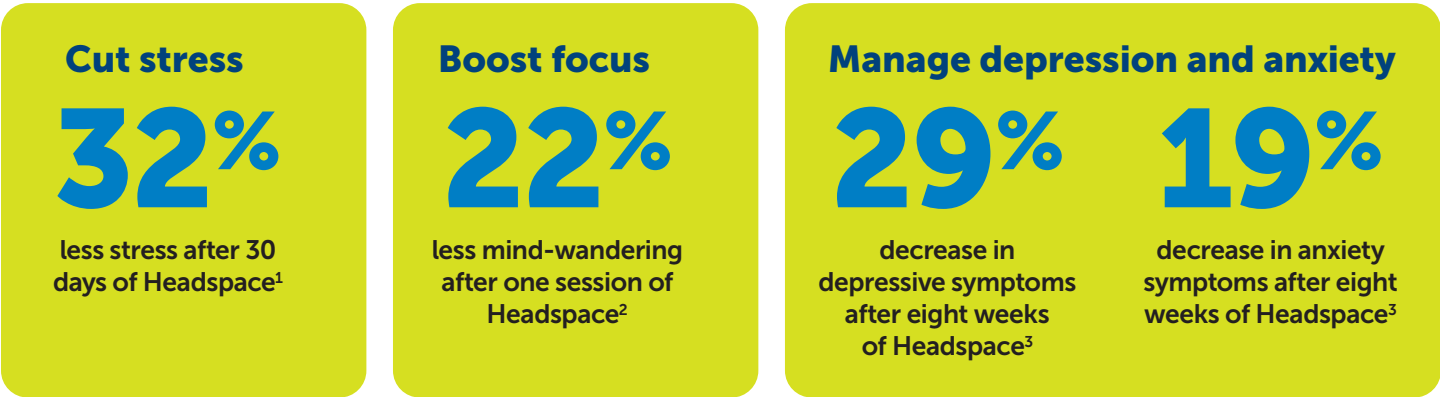 Cut stress
32%
less stress after 30
days of Headspace¹
Boost focus
22%
less mind-wandering
after one session of
Headspace²
Manage depression and anxiety
29%
decrease in
depressive symptoms
after eight weeks
of Headspace³
19%
decrease in anxiety
symptoms after eight
weeks of Headspace³